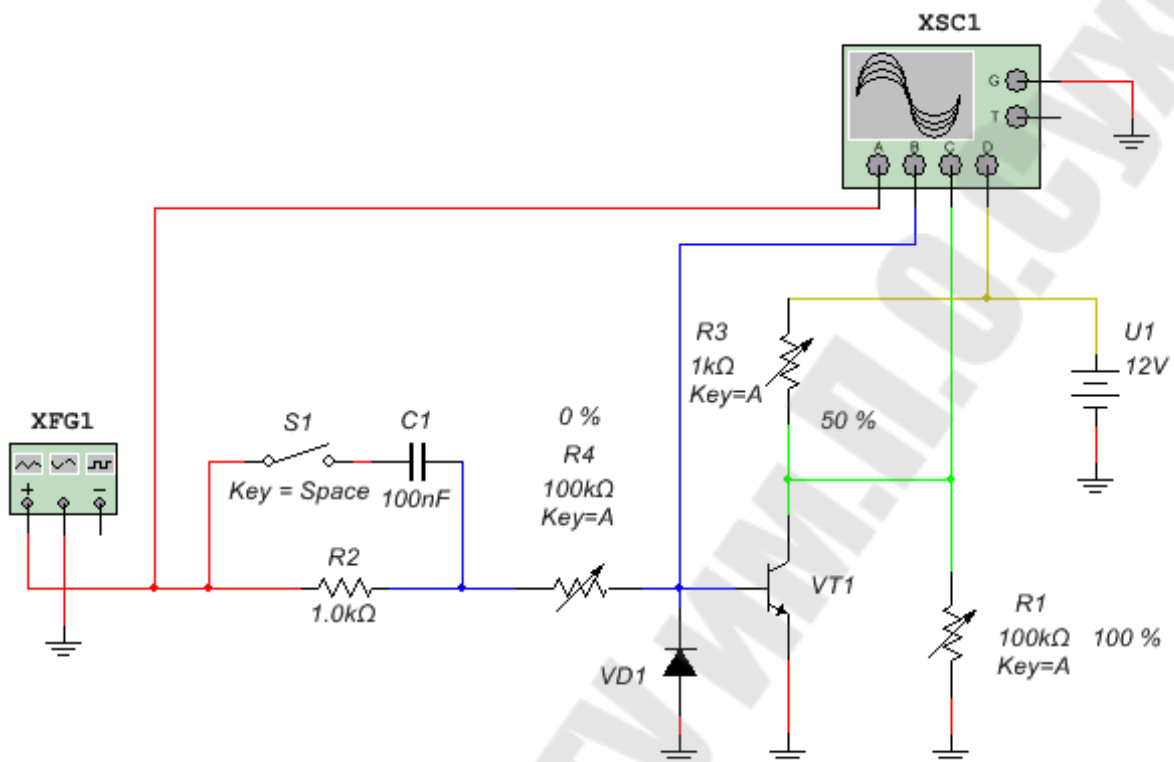 XSC1
G
T
A B C D
R3
1kΩ
Key=A
50 %
U1
12V
XFG1
S1
Key = Space
C1
100nF
0 %
R4
100kΩ
Key=A
R2
1.0kΩ
VT1
VD1
R1
100kΩ 100 %
Key=A